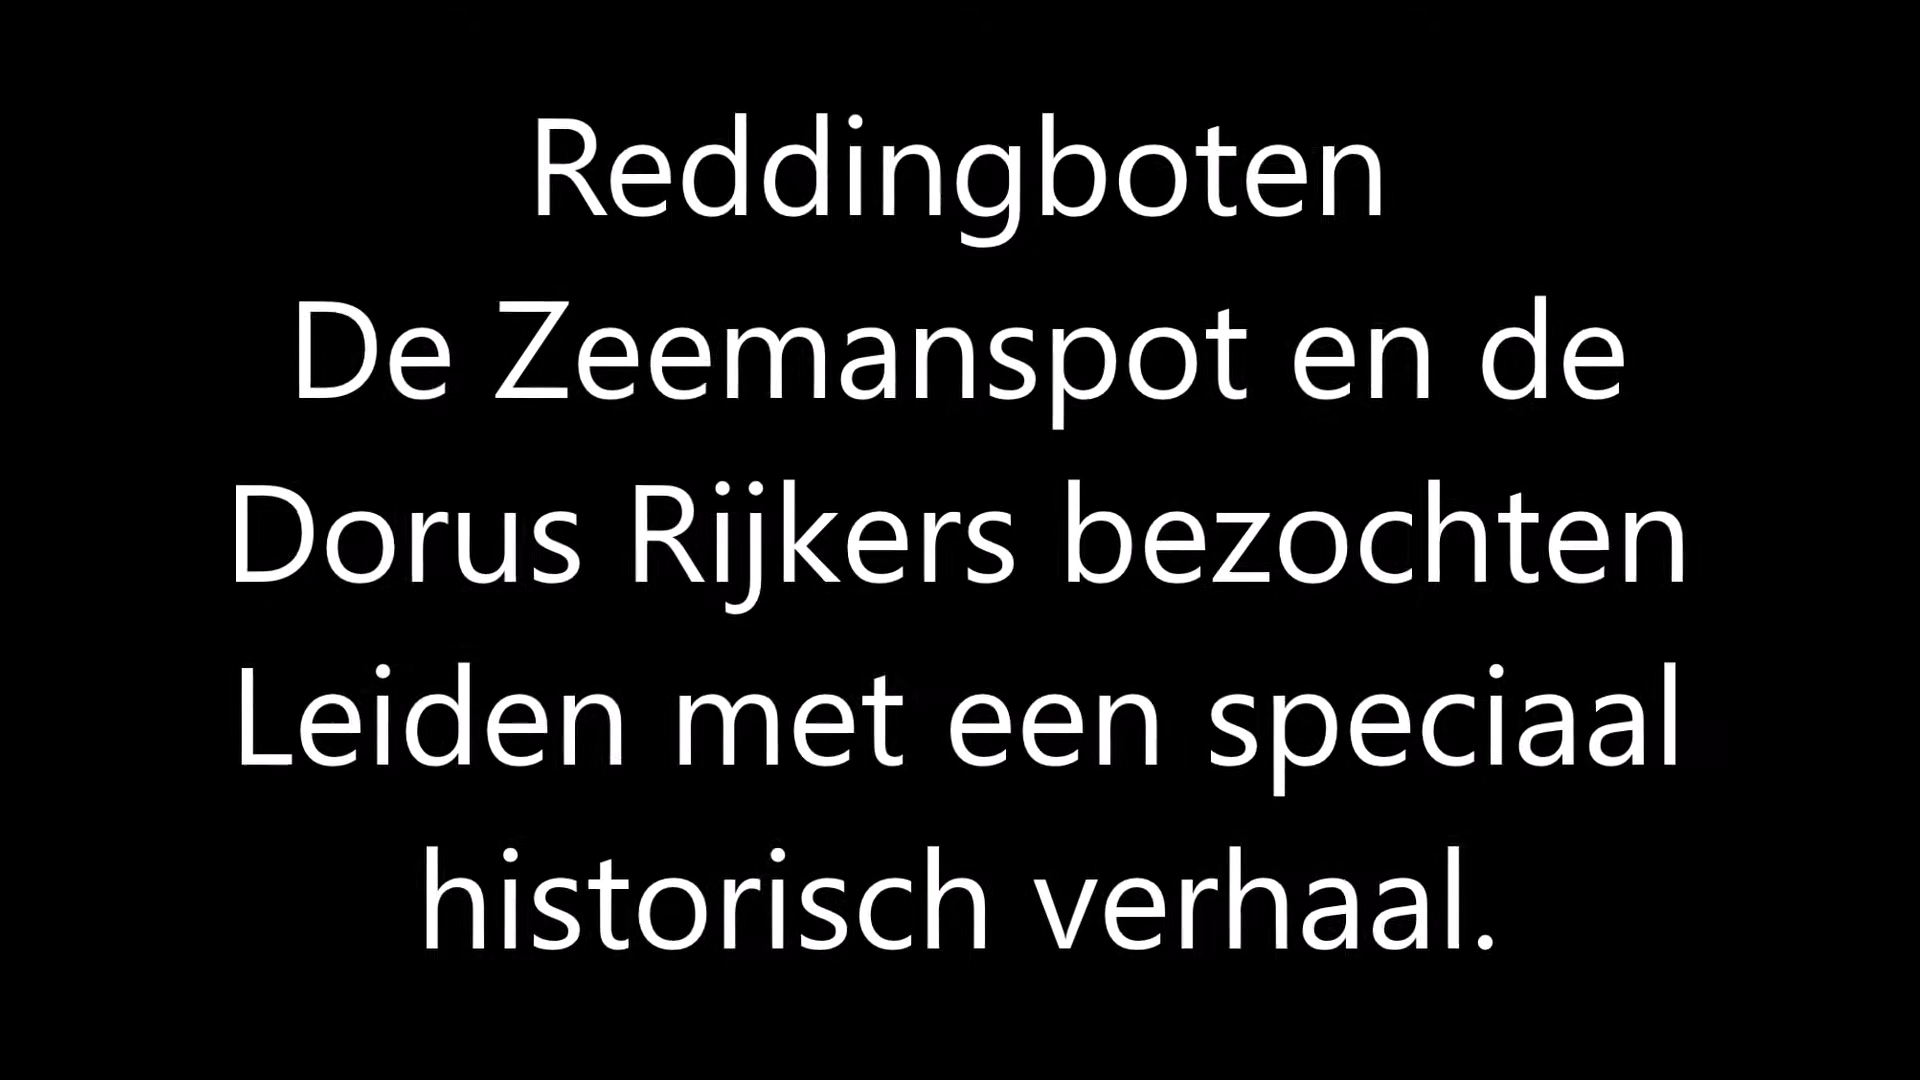 Reddingboten
De Zeemanspot en de
Dorus Rijkers bezochten
Leiden met een speciaal
historisch verhaal.